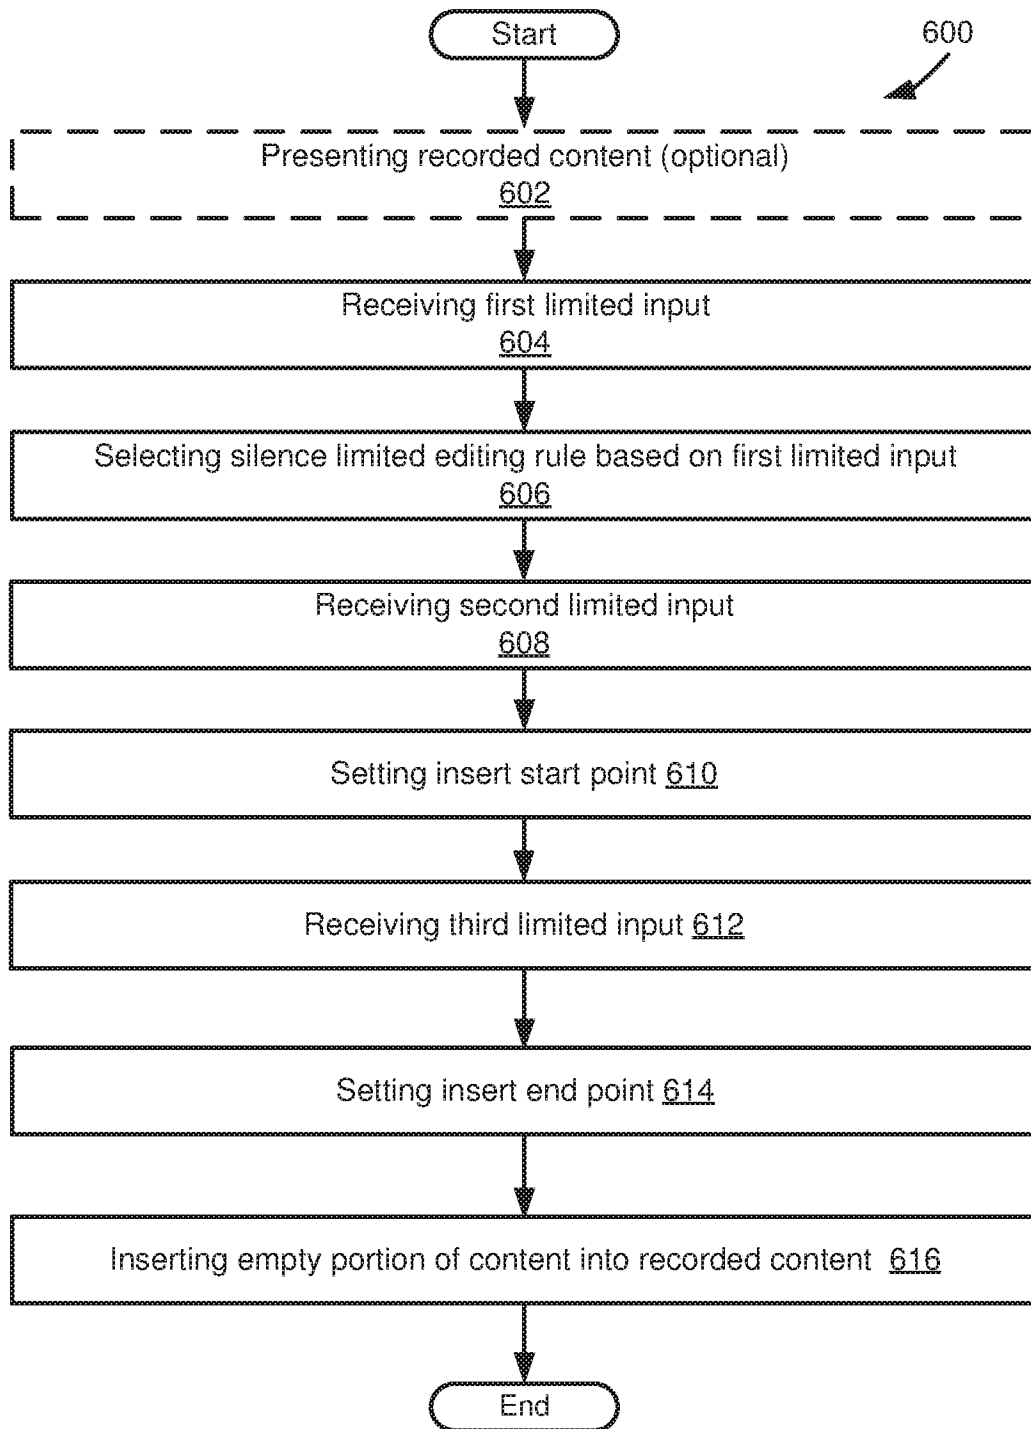 Start
600
Presenting recorded content (optional)
602
Receiving first limited input
604
Selecting silence limited editing rule based on first limited input
606
Receiving second limited input
608
Setting insert start point 610
Receiving third limited input 612
Setting insert end point 614
Inserting empty portion of content into recorded content 616
End